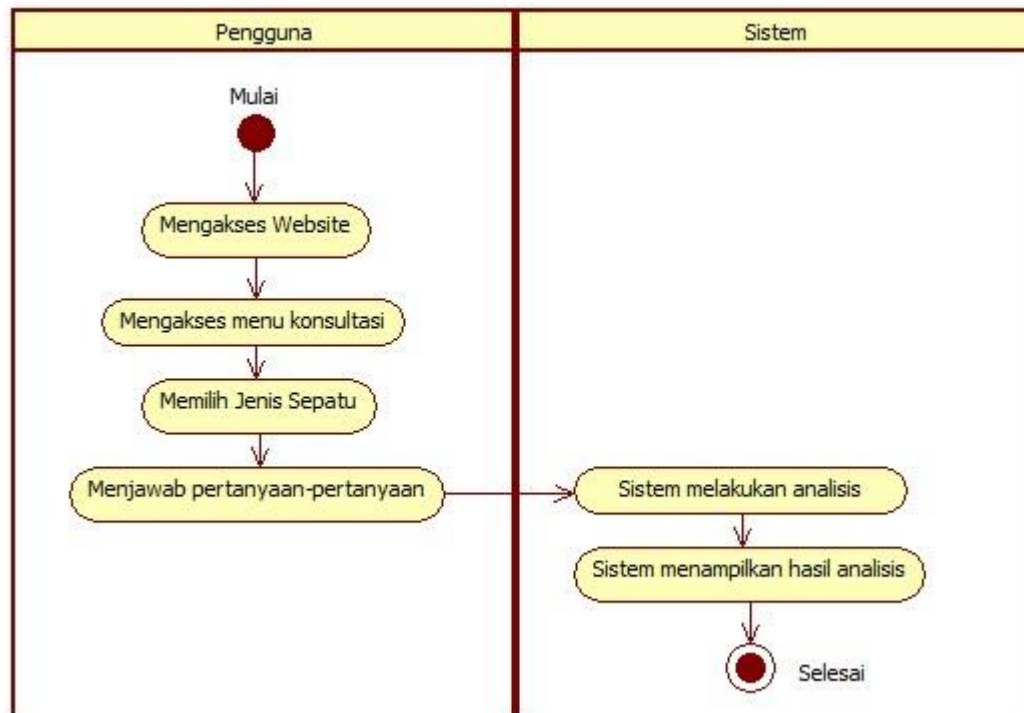 Pengguna
Sistem
Mulai
Mengakses Website
Mengakses menu konsultasi
Memilih Jenis Sepatu
Menjawab pertanyaan-pertanyaan
Sistem melakukan analisis
Sistem menampilkan hasil analisis
Selesai